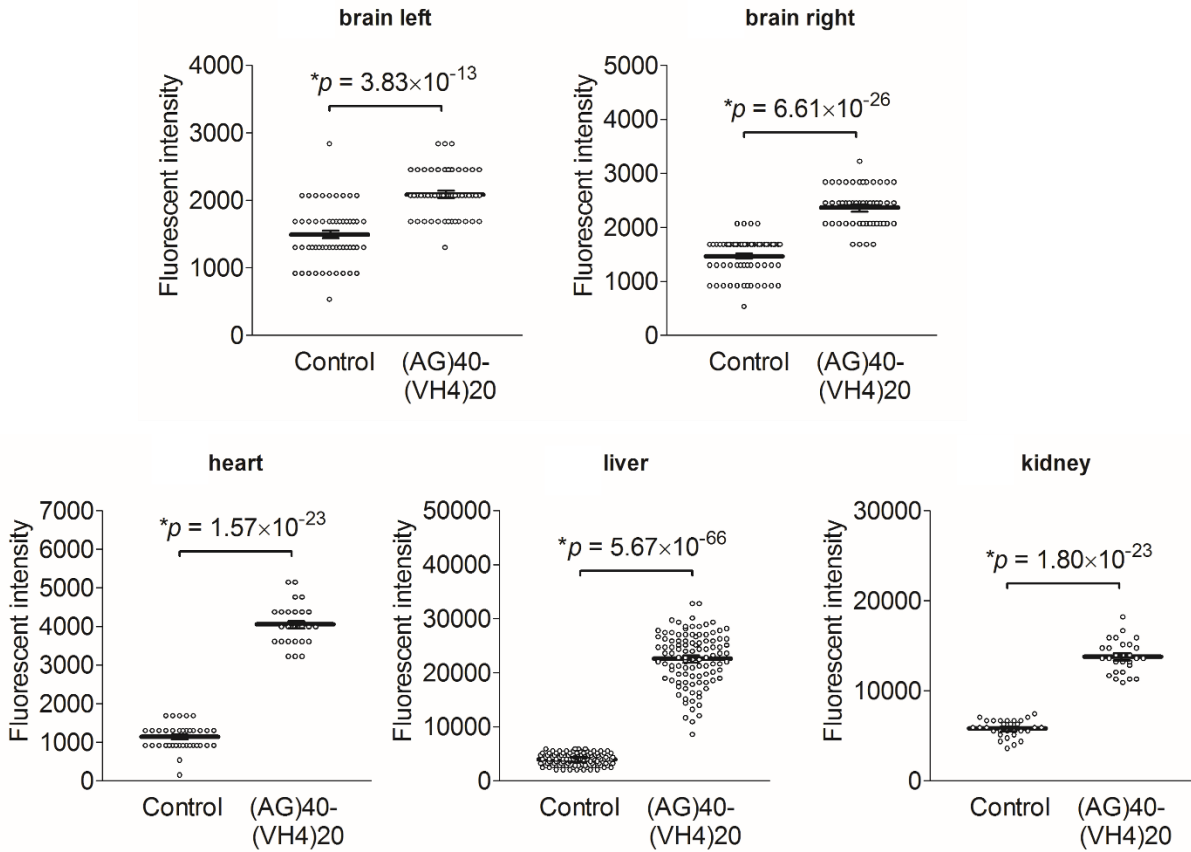 brain left
4000
3000
2000
1000
0
Fluorescent intensity
*p = 3.83×10⁻¹³
Control
(AG)40-
(VH4)20
brain right
5000
4000
3000
2000
1000
0
Fluorescent intensity
*p = 6.61×10⁻²⁶
Control
(AG)40-
(VH4)20
heart
7000
6000
5000
4000
3000
2000
1000
0
Fluorescent intensity
*p = 1.57×10⁻²³
Control
(AG)40-
(VH4)20
liver
50000
40000
30000
20000
10000
0
Fluorescent intensity
*p = 5.67×10⁻⁶⁶
Control
(AG)40-
(VH4)20
kidney
30000
20000
10000
0
Fluorescent intensity
*p = 1.80×10⁻²³
Control
(AG)40-
(VH4)20